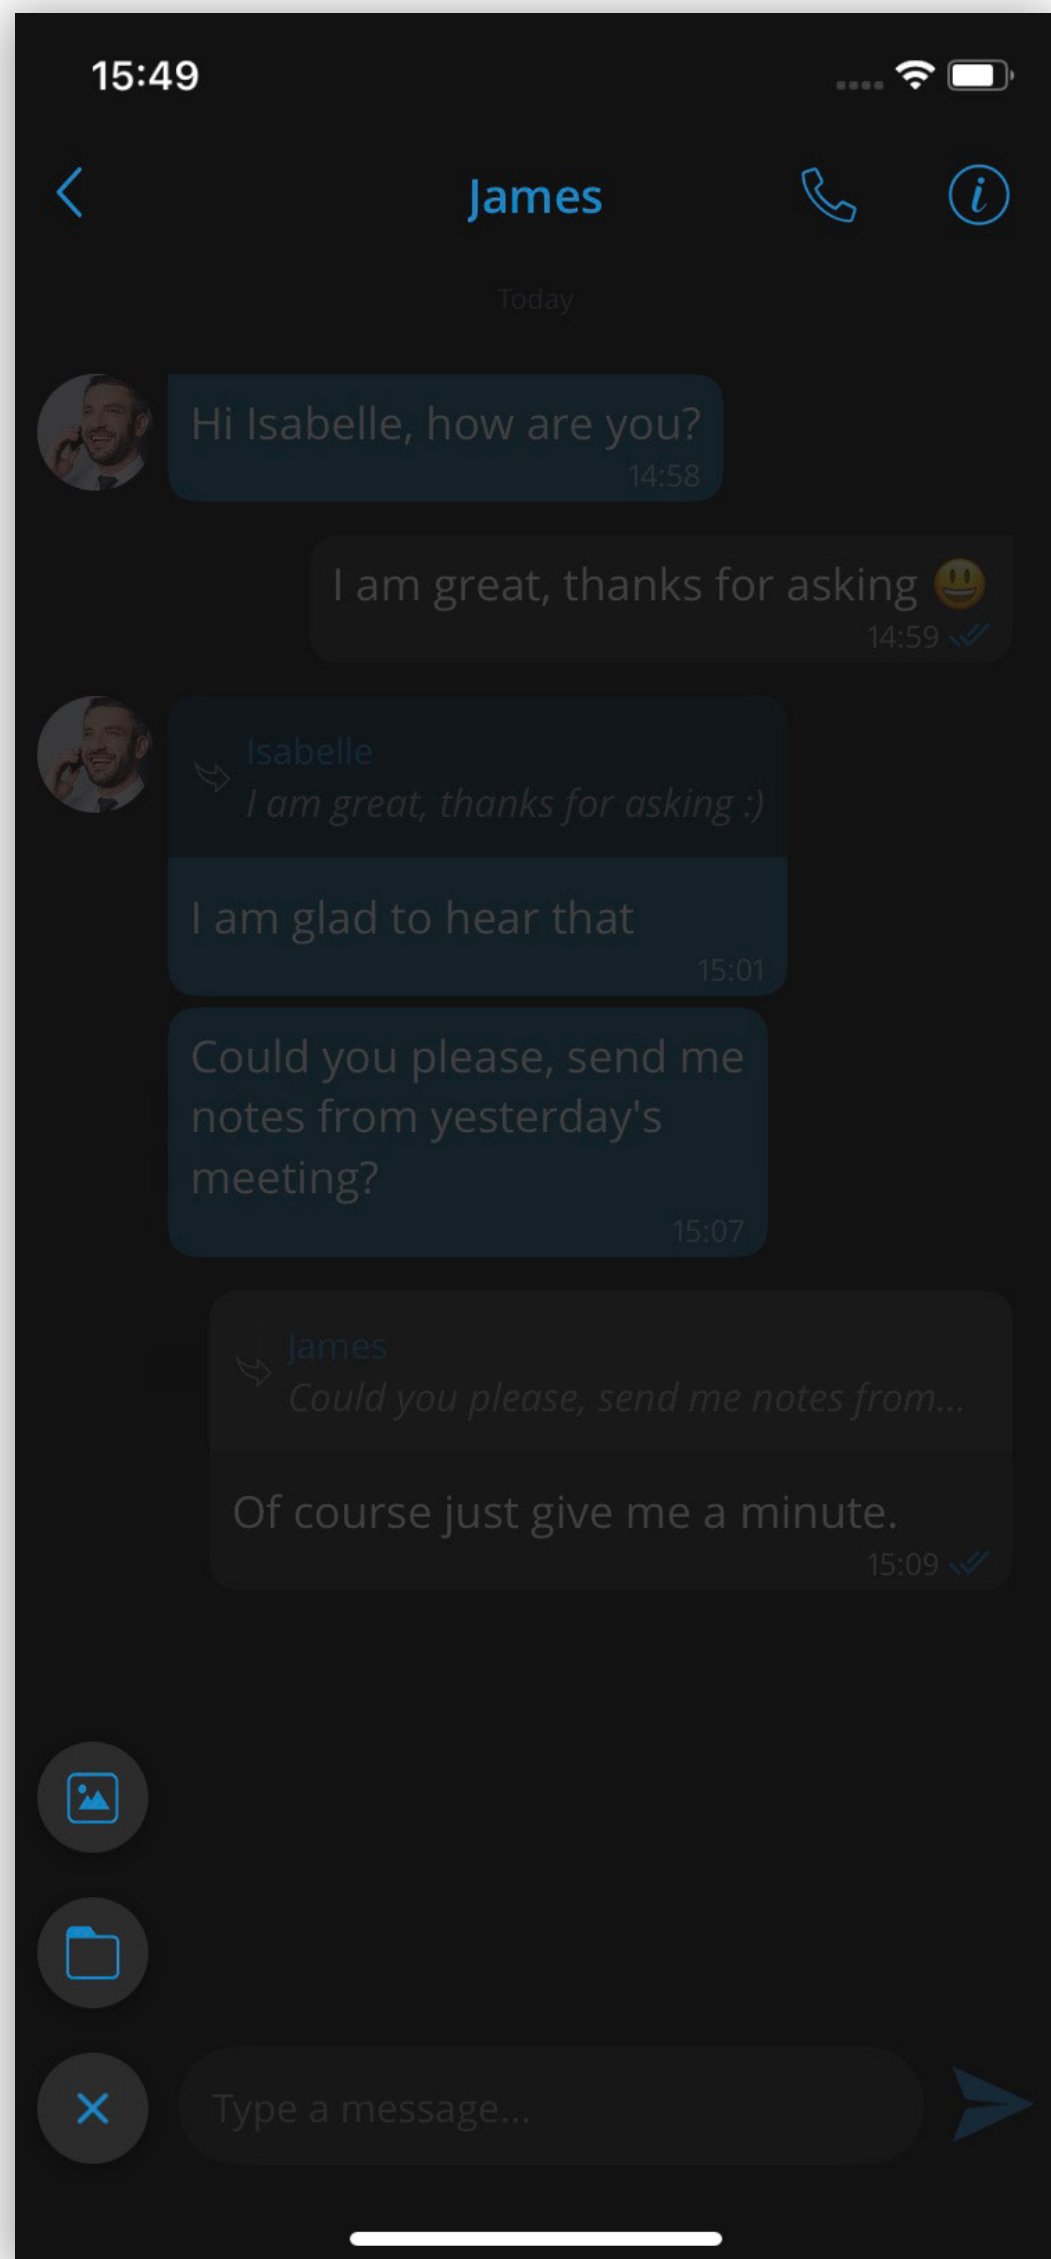 15:49
James
Today
Hi Isabelle, how are you?
14:58
I am great, thanks for asking 😃
14:59
Isabelle
I am great, thanks for asking :)
I am glad to hear that
15:01
Could you please, send me
notes from yesterday's
meeting?
15:07
James
Could you please, send me notes from...
Of course just give me a minute.
15:09
Type a message...